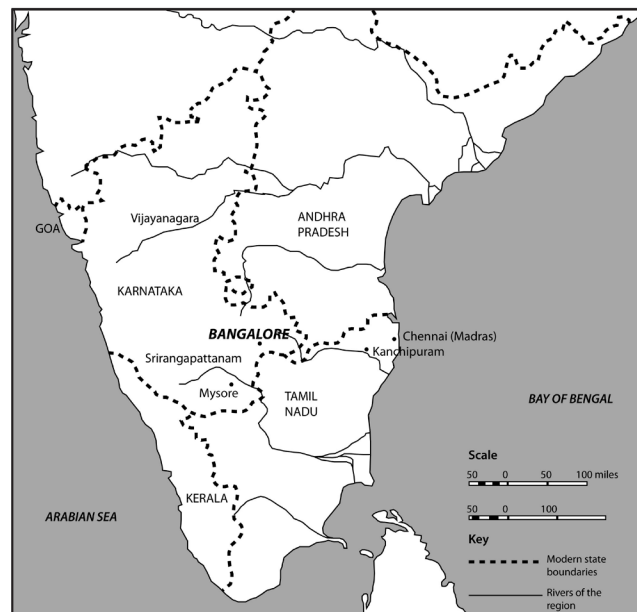 GOA
Vijayanagara
ANDHRA
PRADESH
KARNATAKA
BANGALORE
Chennai (Madras)
Kanchipuram
Srirangapattanam
Mysore
TAMIL
NADU
BAY OF BENGAL
KERALA
ARABIAN SEA
Scale
50 0 50 100 miles
50 0 100
Key
Modern state
boundaries
Rivers of the
region